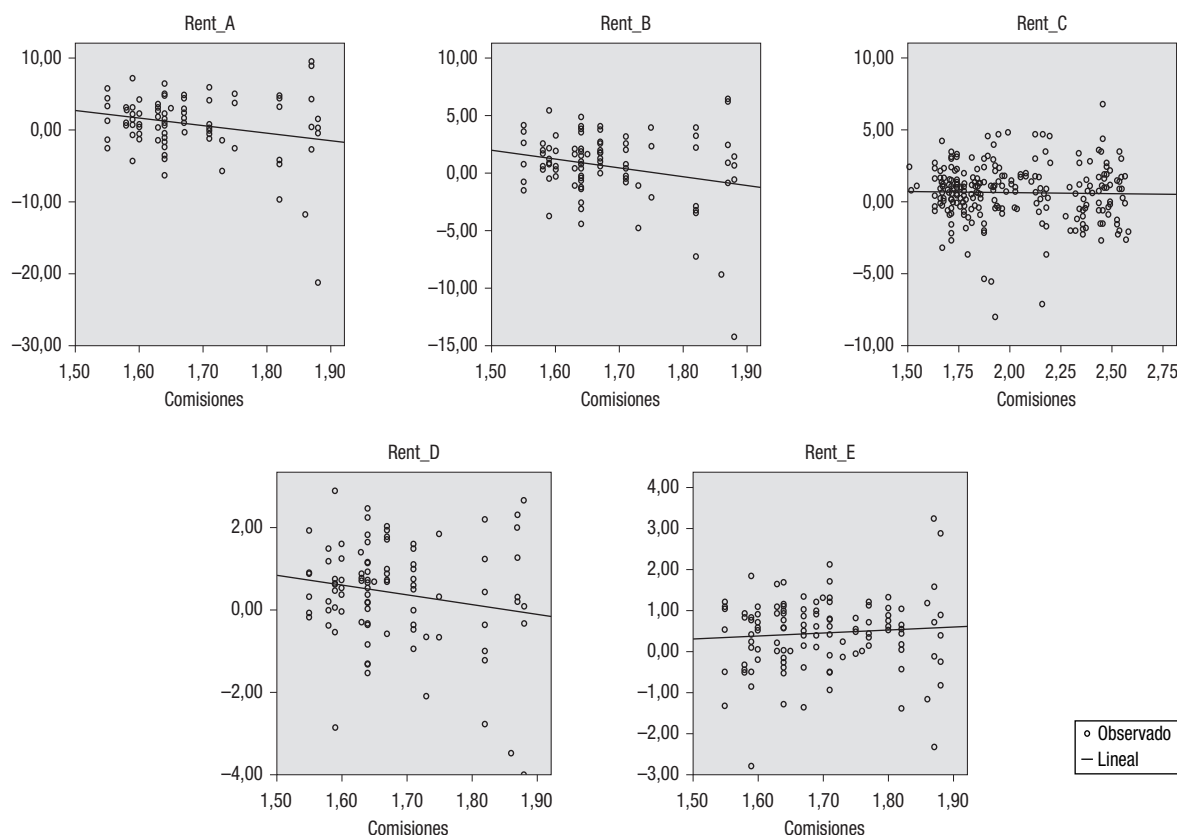 Rent_A
10,00
0,00
–10,00
–20,00
–30,00
1,50 1,60 1,70 1,80 1,90
Comisiones
Rent_B
10,00
5,00
0,00
–5,00
–10,00
–15,00
1,50 1,60 1,70 1,80 1,90
Comisiones
Rent_C
10,00
5,00
0,00
–5,00
–10,00
1,50 1,75 2,00 2,25 2,50 2,75
Comisiones
Rent_D
2,00
0,00
–2,00
–4,00
1,50 1,60 1,70 1,80 1,90
Comisiones
Rent_E
4,00
3,00
2,00
1,00
0,00
–1,00
–2,00
–3,00
1,50 1,60 1,70 1,80 1,90
Comisiones
Observado
Lineal